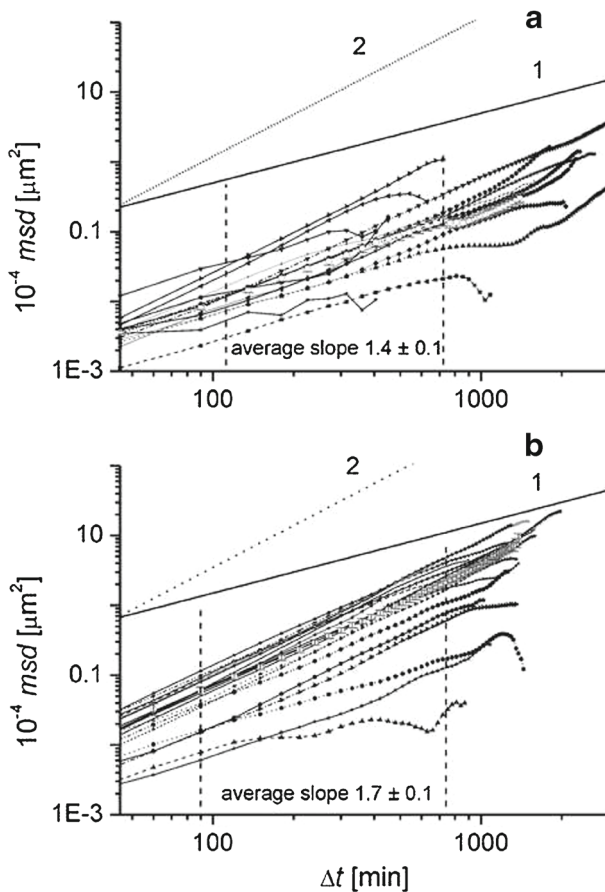 a
2
1
10
10⁻⁴ msd [µm²]
0.1
average slope 1.4 ± 0.1
1E-3
100
1000
b
2
1
10
10⁻⁴ msd [µm²]
0.1
average slope 1.7 ± 0.1
1E-3
100
1000
Δt [min]